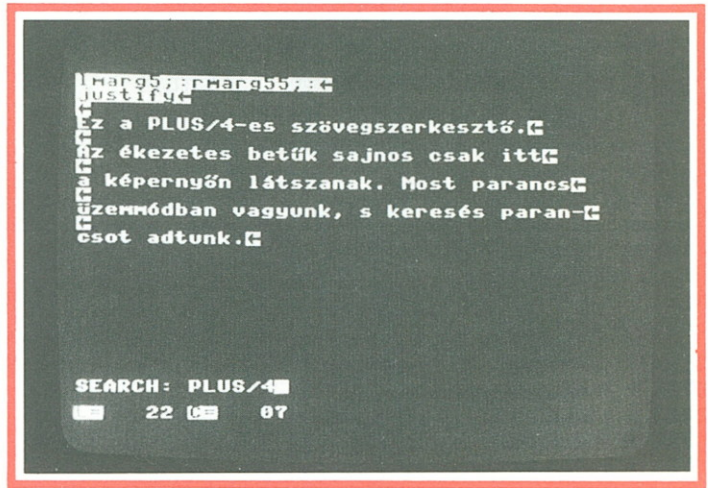 lmarg5;:rmarg55;:←
justify←
←
Ez a PLUS/4-es szövegszerkesztő.←
←
Az ékezetes betűk sajnos csak itt←
←
a képernyőn látszanak. Most parancs←
←
üzemmódban vagyunk, s keresés paran-←
←
csot adtunk.←
SEARCH: PLUS/4
L= 22 C= 07